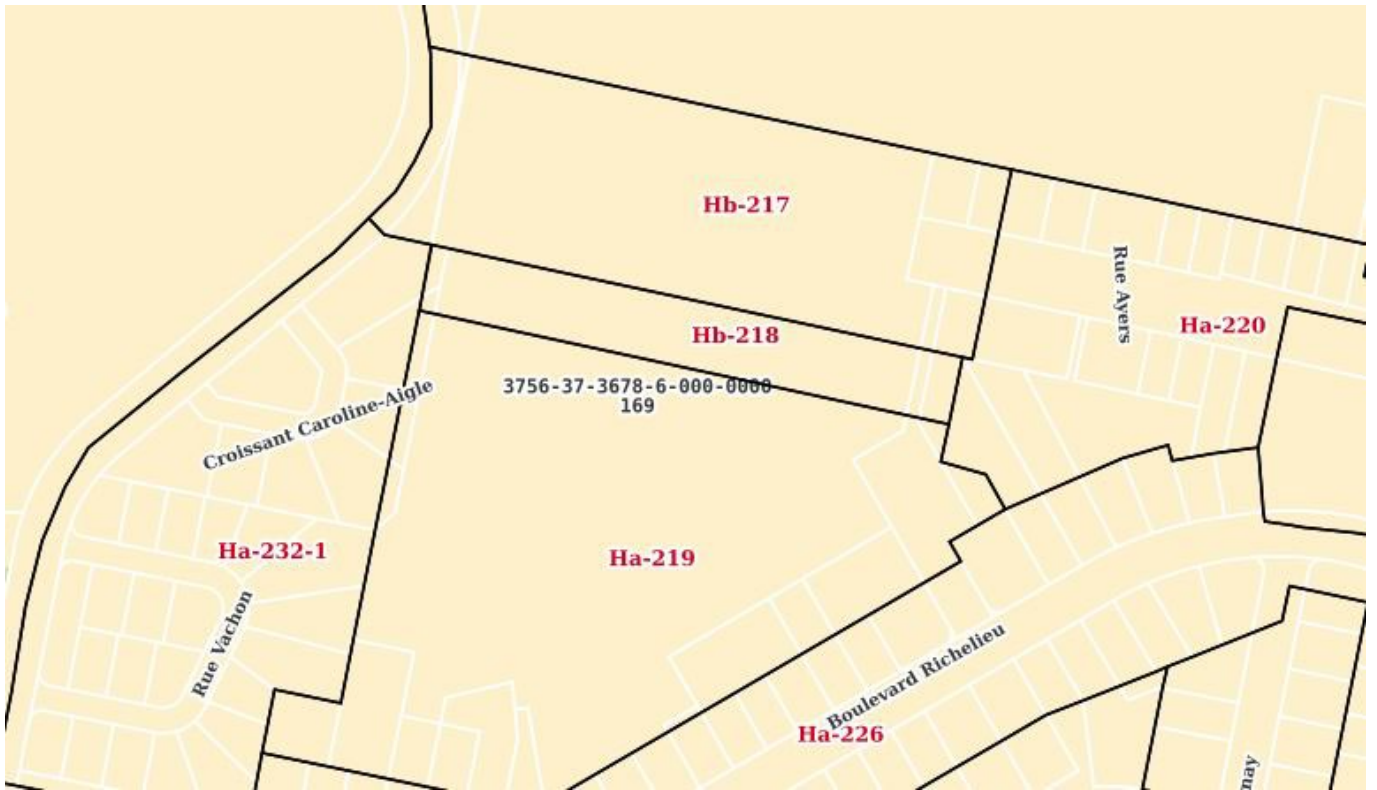 Hb-217
Rue Ayers
Ha-220
Hb-218
3756-37-3678-6-000-0000
169
Croissant Caroline-Aigle
Ha-232-1
Ha-219
Rue Vachon
Boulevard Richelieu
Ha-226
nay